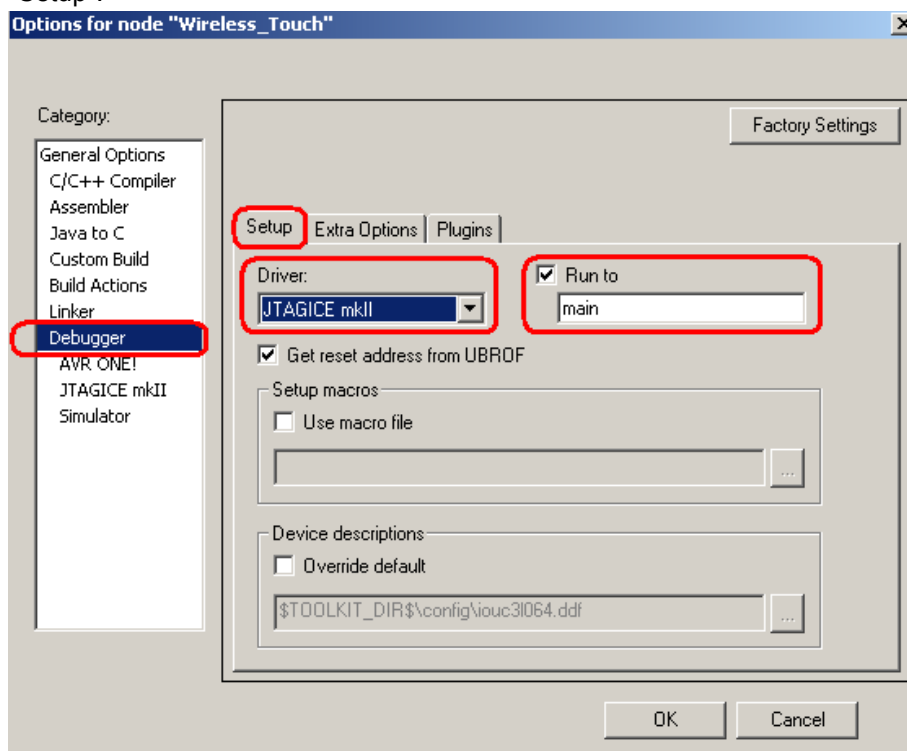 Setup .
Options for node "Wireless_Touch"
Category:
Factory Settings
General Options
C/C++ Compiler
Assembler
Java to C
Custom Build
Build Actions
Linker
Debugger
AVR ONE!
JTAGICE mkII
Simulator
Setup Extra Options Plugins
Driver:
JTAGICE mkII
Run to
main
Get reset address from UBROF
Setup macros
Use macro file
...
Device descriptions
Override default
$TOOLKIT_DIR$\config\iouc3l064.ddf
...
OK Cancel